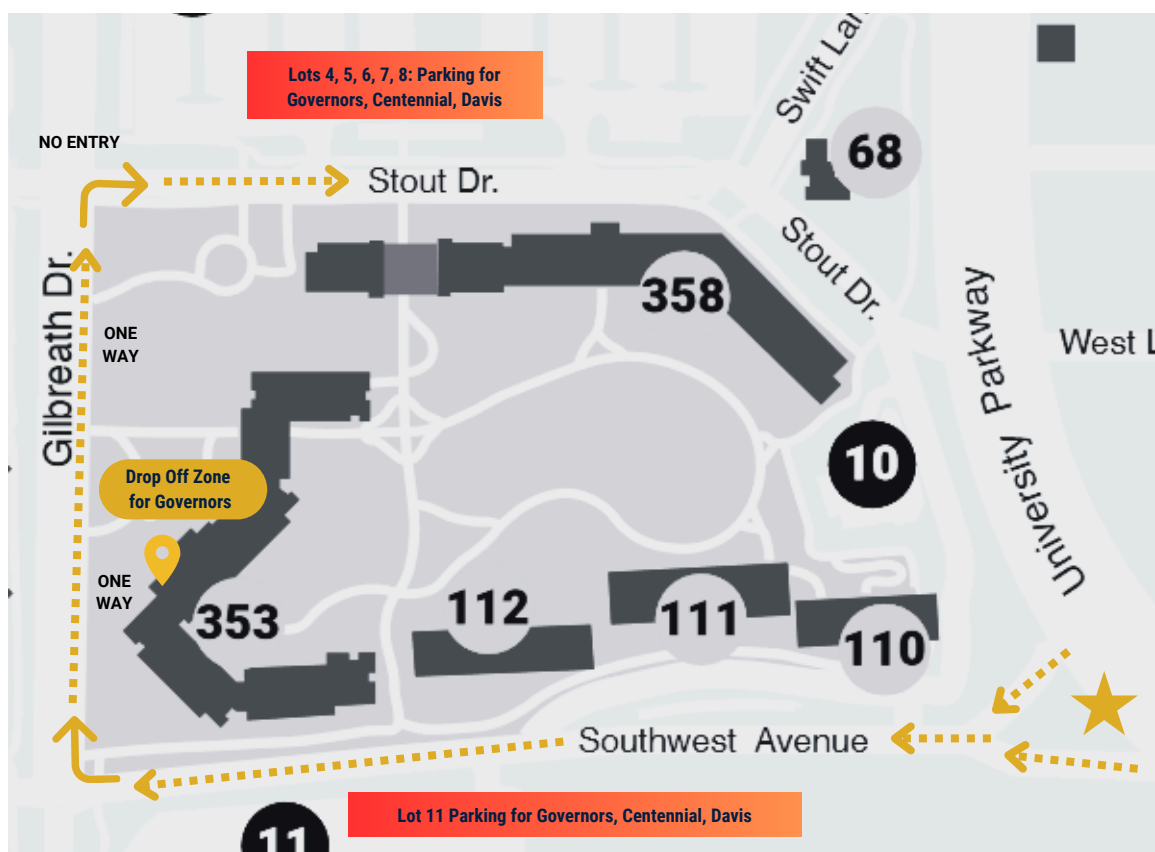 Lots 4, 5, 6, 7, 8: Parking for
Governors, Centennial, Davis
Swift Lan
NO ENTRY
68
Stout Dr.
Stout Dr.
Gilbreath Dr.
358
ONE
WAY
University Parkway
West L
10
Drop Off Zone
for Governors
ONE
WAY
353
112
111
110
Southwest Avenue
Lot 11 Parking for Governors, Centennial, Davis
11